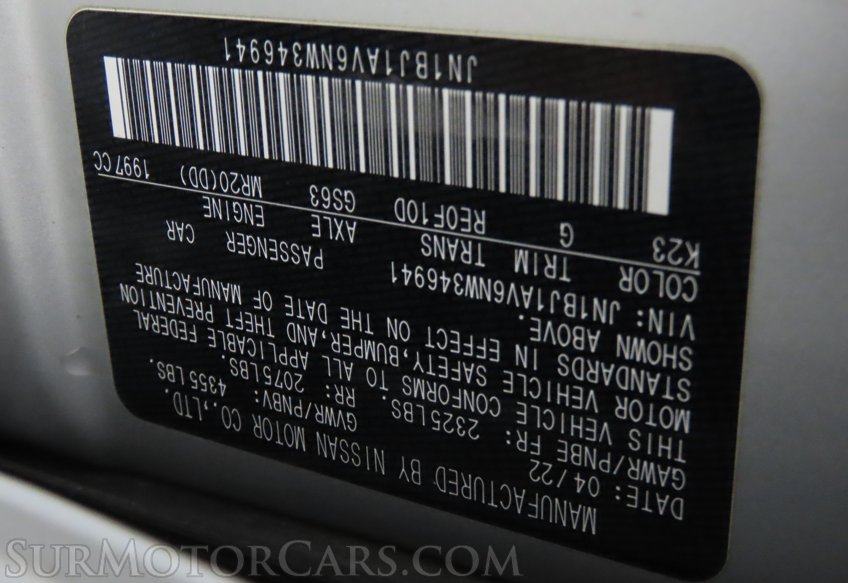 MANUFACTURED BY NISSAN MOTOR CO.,LTD.
DATE: 04/22 GVWR/PNBV: 4355LBS.
GAWR/PNBE FR: 2325LBS. RR: 2075LBS.
THIS VEHICLE CONFORMS TO ALL APPLICABLE FEDERAL
MOTOR VEHICLE SAFETY,BUMPER,AND THEFT PREVENTION
STANDARDS IN EFFECT ON THE DATE OF MANUFACTURE
SHOWN ABOVE.
VIN: JN1BJ1AV6NW346941 PASSENGER CAR
COLOR TRIM TRANS AXLE ENGINE
K23 G RE0F10D GS63 MR20(DD) 1997CC
JN1BJ1AV6NW346941
SURMOTORCARS.COM